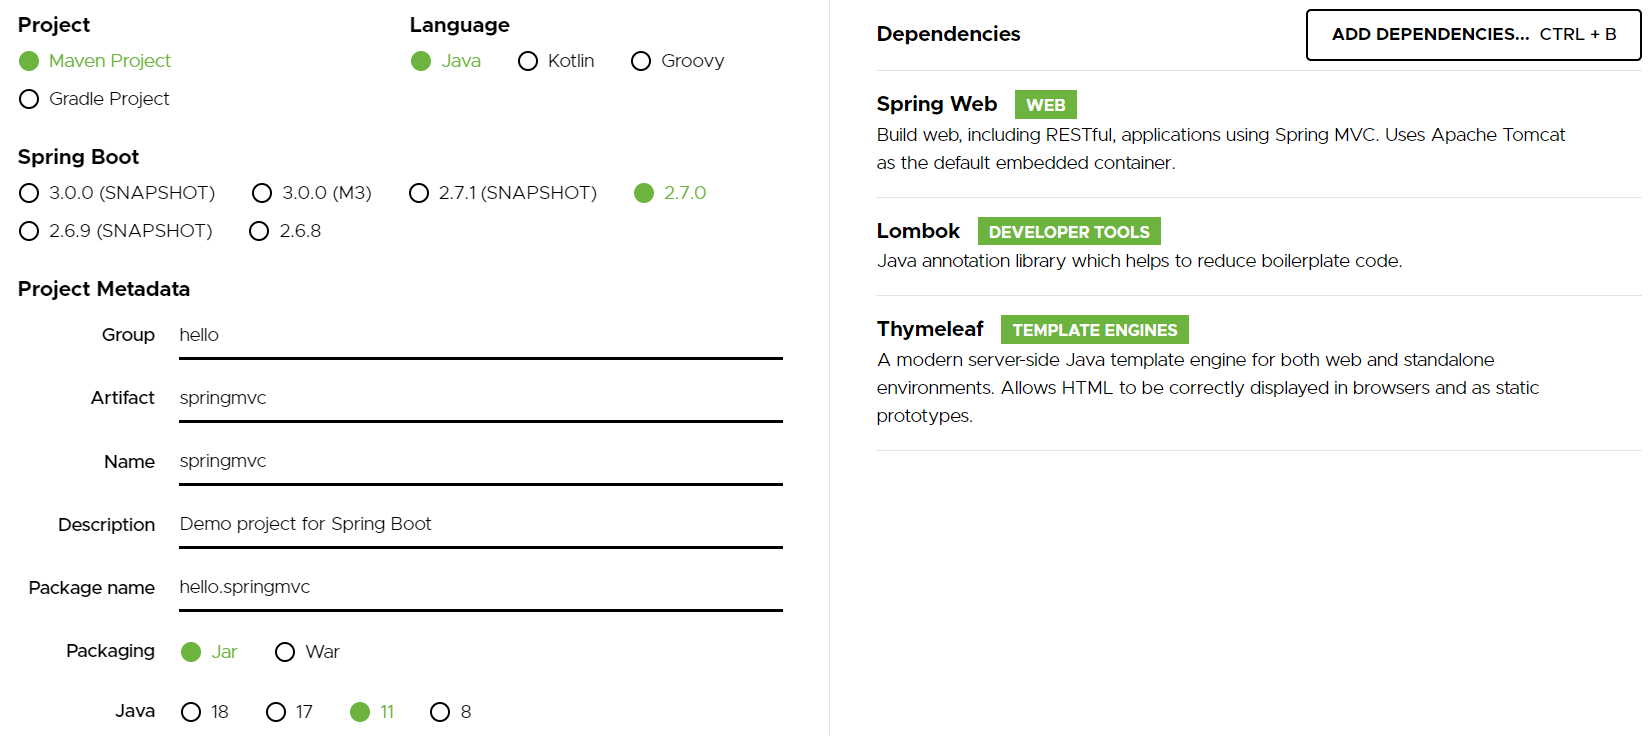 Project
Maven Project
Gradle Project
Language
Java Kotlin Groovy
Spring Boot
3.0.0 (SNAPSHOT) 3.0.0 (M3) 2.7.1 (SNAPSHOT) 2.7.0
2.6.9 (SNAPSHOT) 2.6.8
Project Metadata
Group hello
Artifact springmvc
Name springmvc
Description Demo project for Spring Boot
Package name hello.springmvc
Packaging Jar War
Java 18 17 11 8
Dependencies ADD DEPENDENCIES... CTRL + B
Spring Web WEB
Build web, including RESTful, applications using Spring MVC. Uses Apache Tomcat
as the default embedded container.
Lombok DEVELOPER TOOLS
Java annotation library which helps to reduce boilerplate code.
Thymeleaf TEMPLATE ENGINES
A modern server-side Java template engine for both web and standalone
environments. Allows HTML to be correctly displayed in browsers and as static
prototypes.